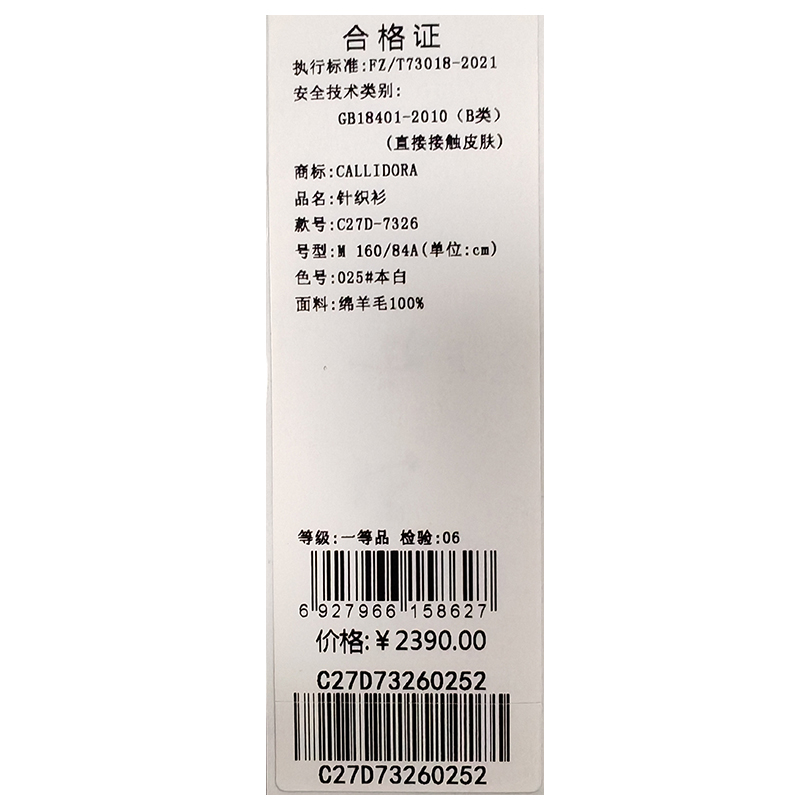 合格证
执行标准:FZ/T73018-2021
安全技术类别:
GB18401-2010（B类）
(直接接触皮肤)
商标:CALLIDORA
品名:针织衫
款号:C27D-7326
号型:M 160/84A(单位:cm)
色号:025#本白
面料:绵羊毛100%
等级:一等品 检验:06
6 927966 158627
价格:¥2390.00
C27D73260252
C27D73260252